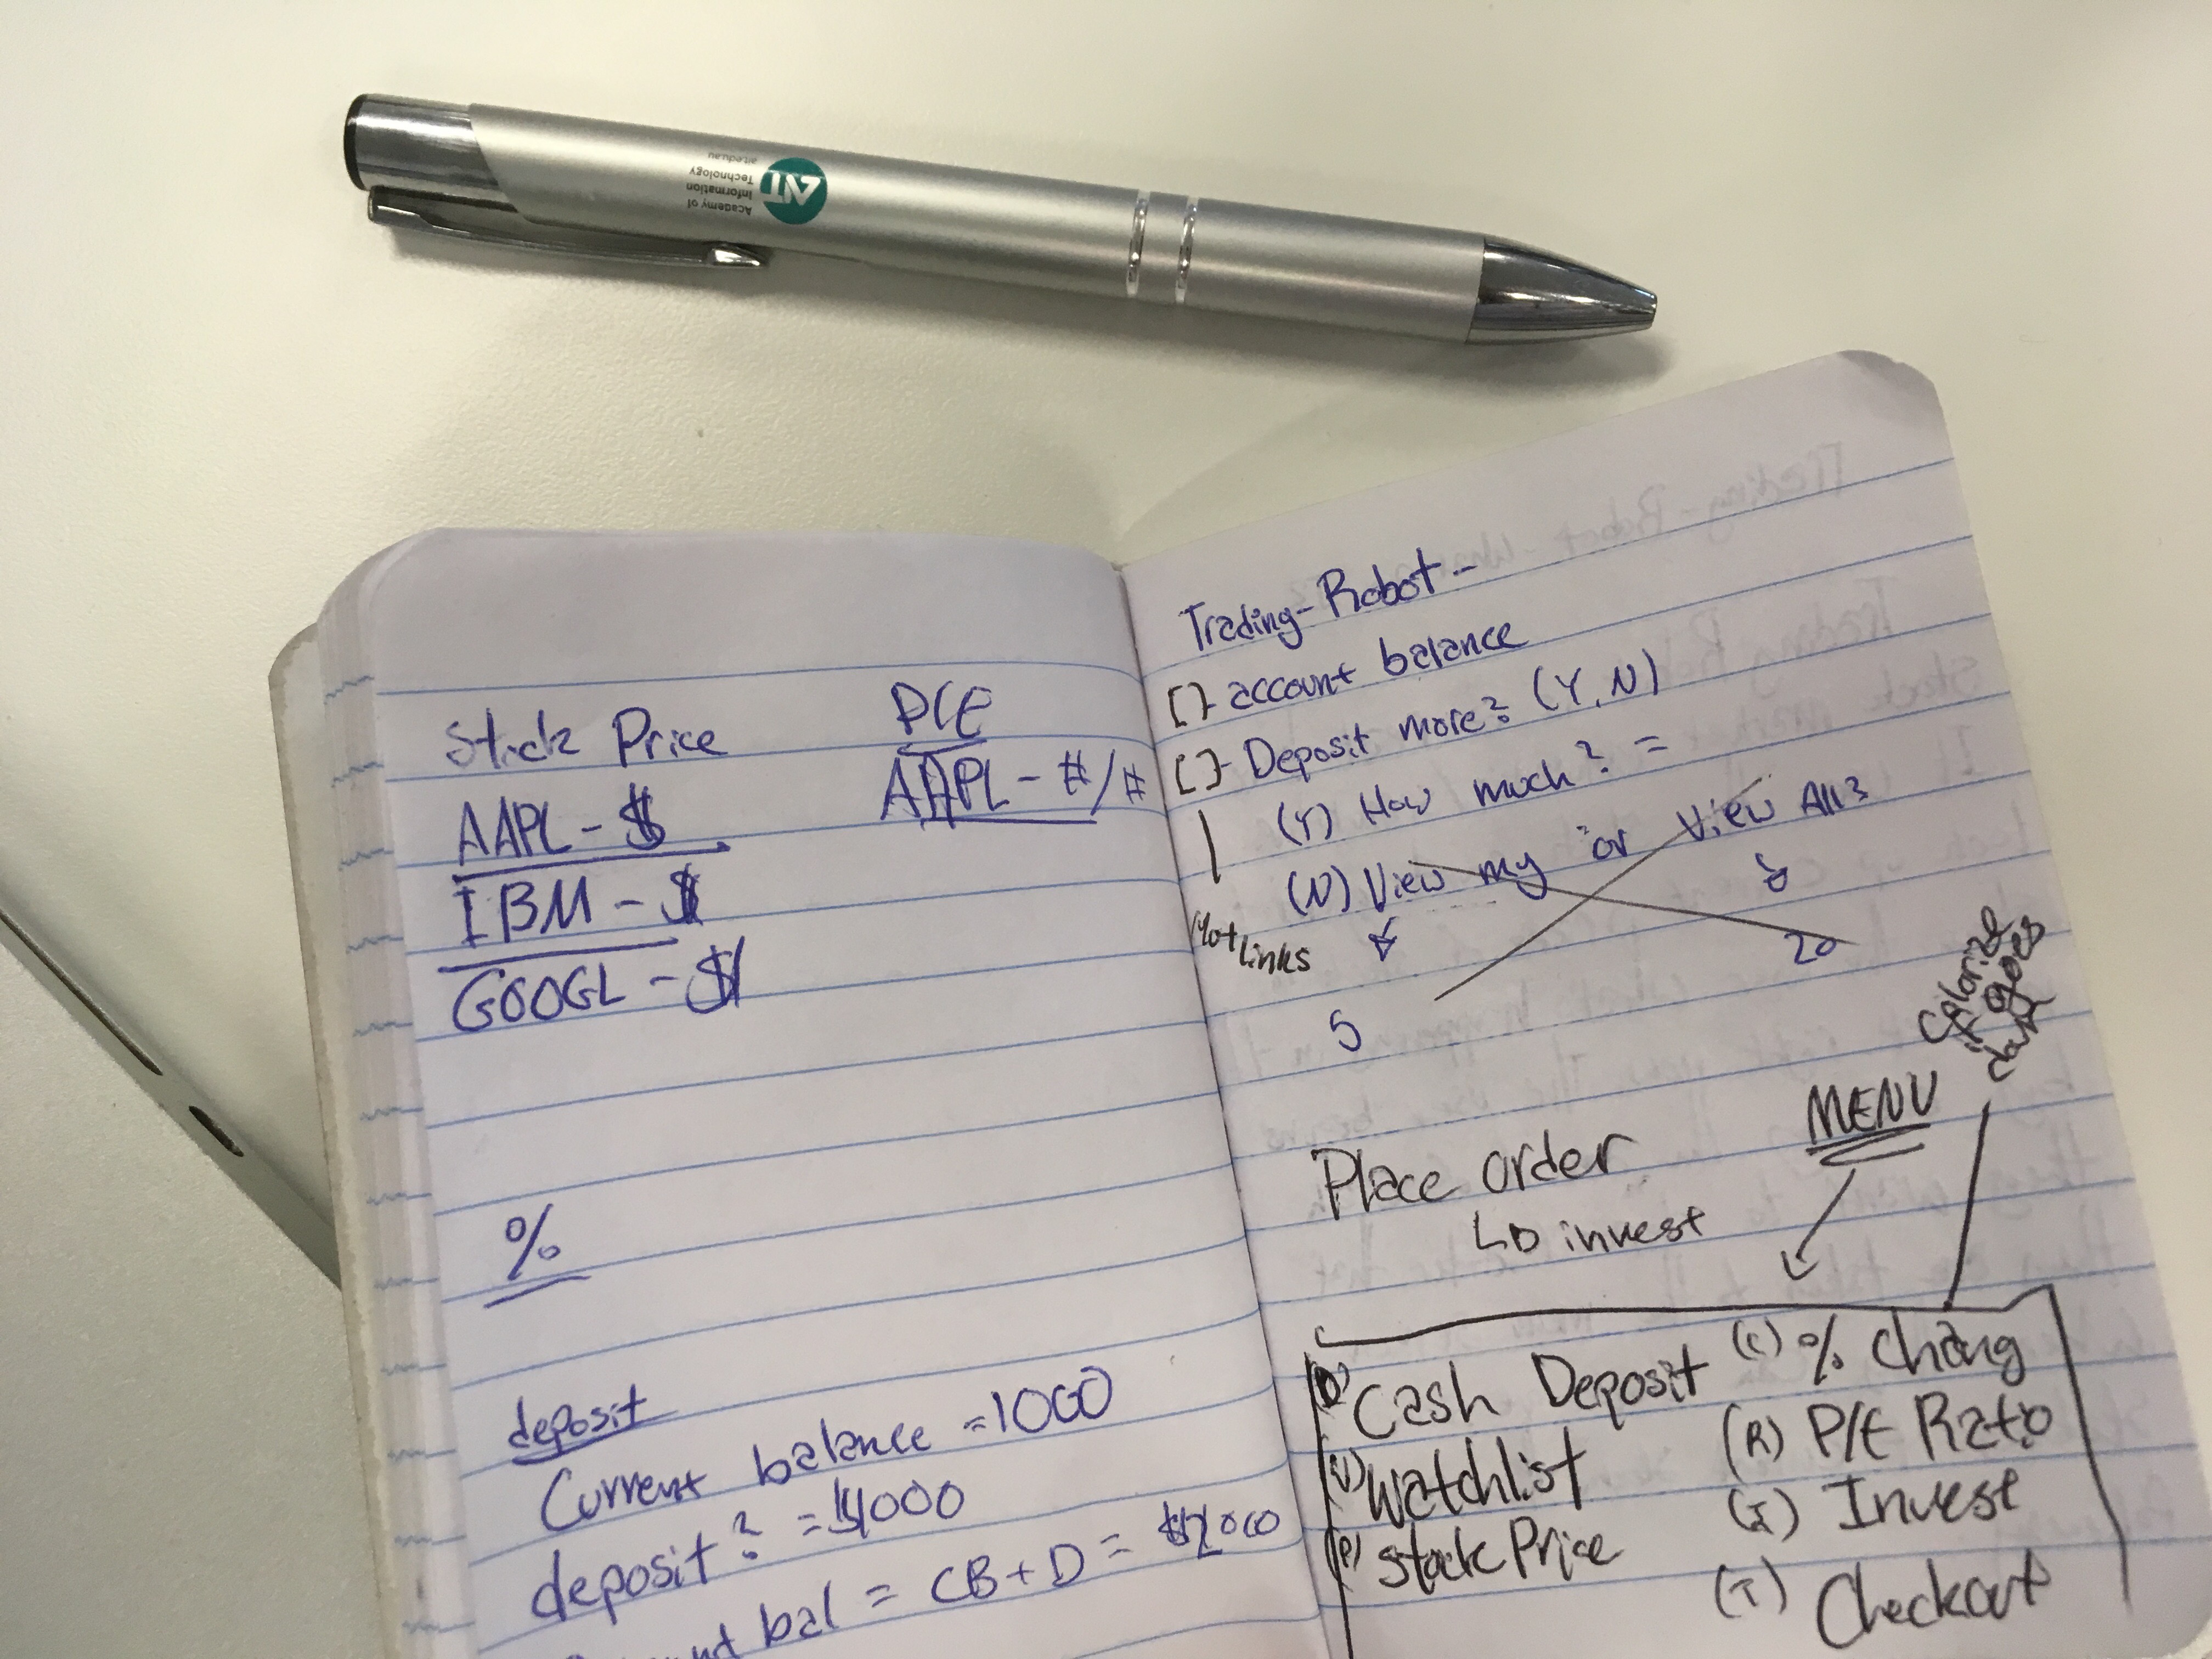 AIT
Academy of
Information
Technology
ait.edu.au
Stock Price
AAPL - $
IBM - $
GOOGL - $
P/E
AAPL - #/#
%
deposit
Current balance = 1000
deposit? = $1000
bal = CB + D = $2000
Trading-Robot-
[]- account balance
[]- Deposit more? (Y, N)
(Y) How much? =
(N) View my or View All?
Hot Links
5
20
Colorize
if goes
down
MENU
Place order
invest
(D) Cash Deposit (C) % Chang
Watchlist (R) P/E Ratio
(P) Stock Price (I) Invest
(T) Checkout